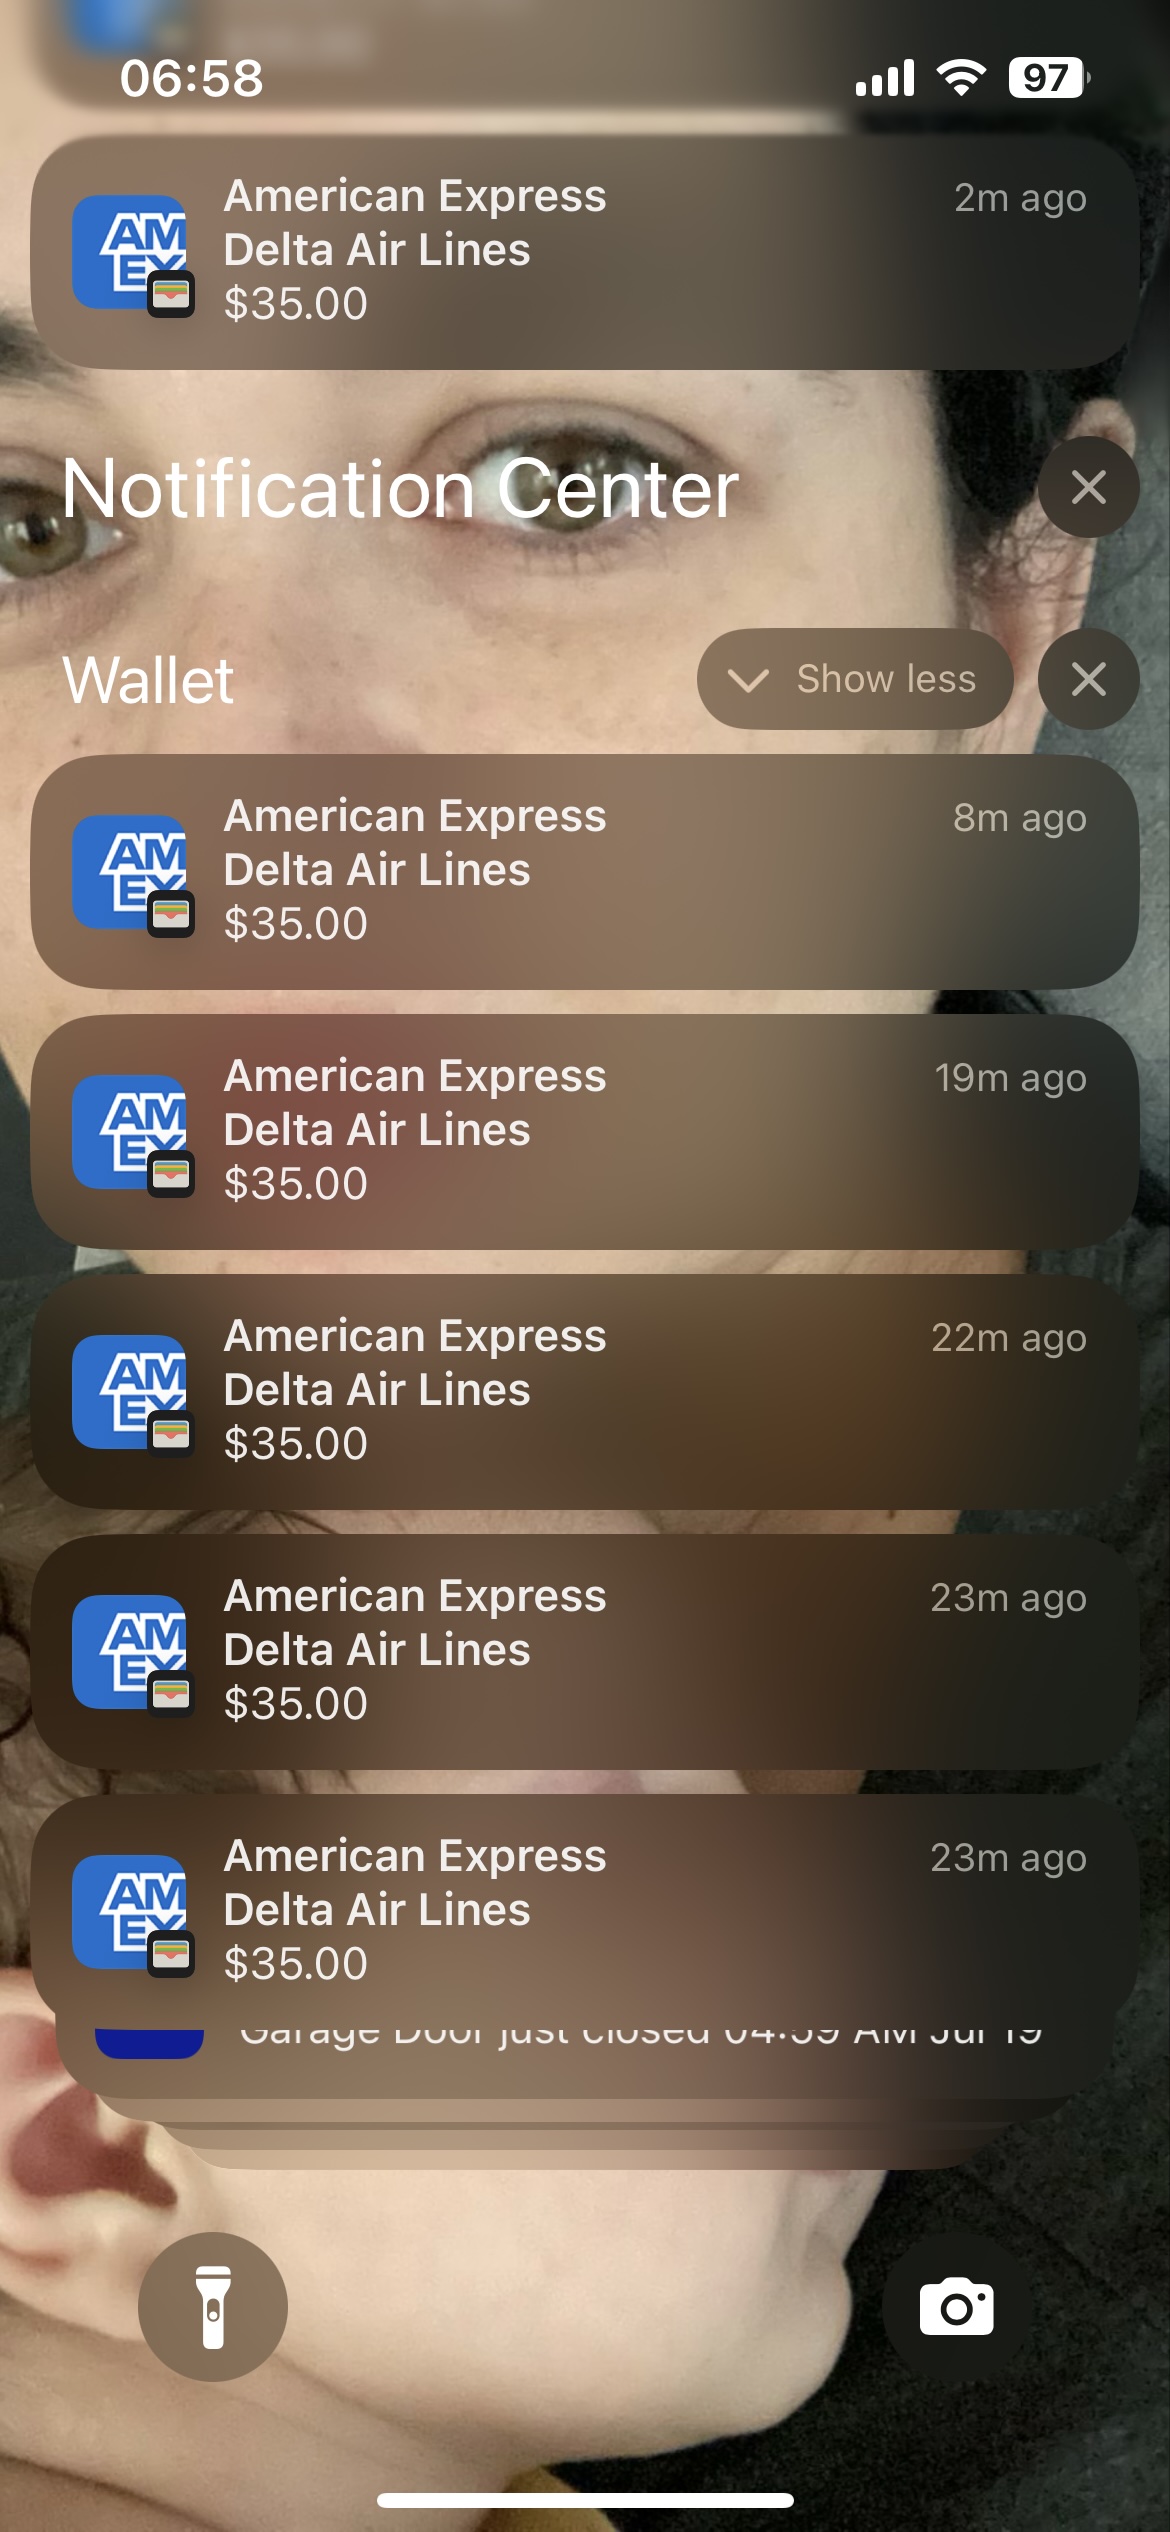 06:58
97
American Express
2m ago
Delta Air Lines
$35.00
Notification Center
Wallet
Show less
American Express
8m ago
Delta Air Lines
$35.00
American Express
19m ago
Delta Air Lines
$35.00
American Express
22m ago
Delta Air Lines
$35.00
American Express
23m ago
Delta Air Lines
$35.00
American Express
23m ago
Delta Air Lines
$35.00
Garage Door just closed 04:59 AM Jul 19